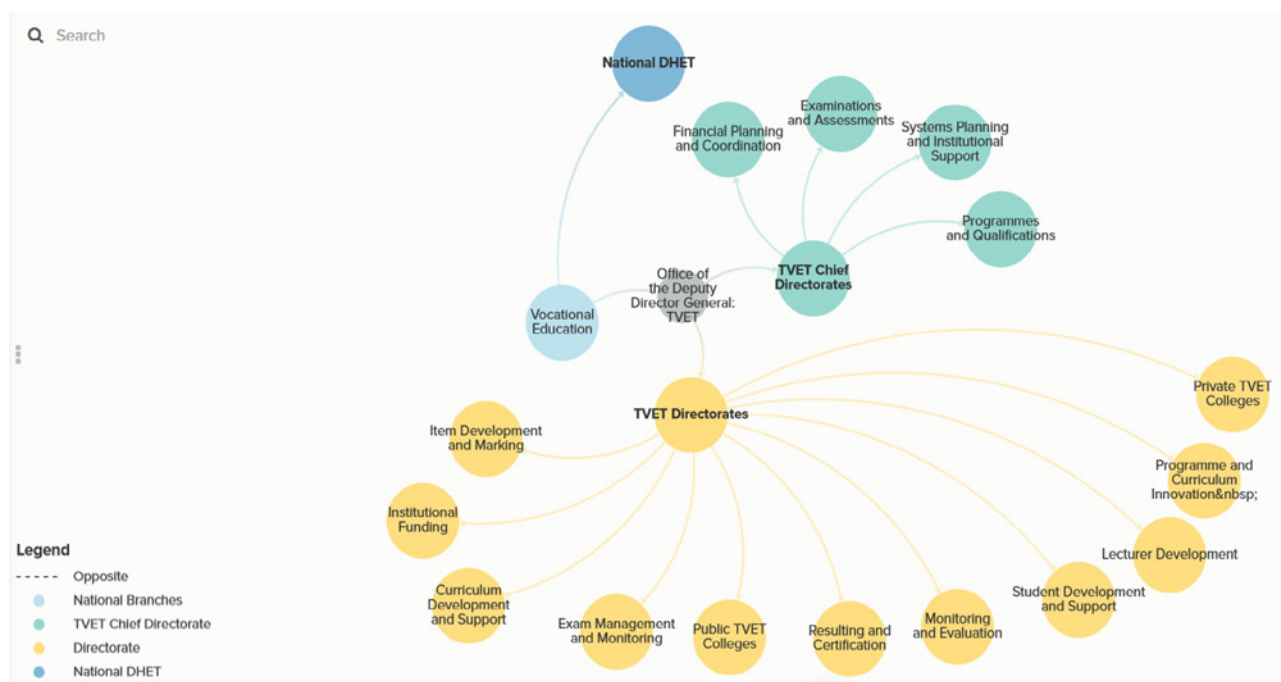 Search
National DHET
Examinations
and Assessments
Financial Planning
and Coordination
Systems Planning
and Institutional
Support
Programmes
and Qualifications
TVET Chief
Directorates
Office of
the Deputy
Director General:
TVET
Vocational
Education
TVET Directorates
Private TVET
Colleges
Item Development
and Marking
Programme and
Curriculum
Innovation&nbsp;
Institutional
Funding
Lecturer Development
Curriculum
Development
and Support
Student Development
and Support
Exam Management
and Monitoring
Public TVET
Colleges
Resulting and
Certification
Monitoring
and Evaluation
Legend
Opposite
National Branches
TVET Chief Directorate
Directorate
National DHET